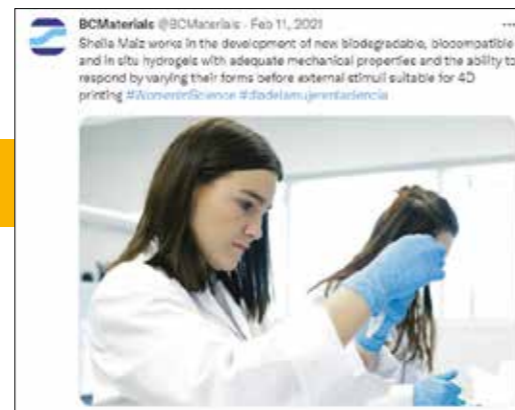 BCMaterials @BCMaterials · Feb 11, 2021
Sheila Maiz works in the development of new biodegradable, biocompatible
and in situ hydrogels with adequate mechanical properties and the ability to
respond by varying their forms before external stimuli suitable for 4D
printing #WomenInScience #diadelamujerenlaciencia